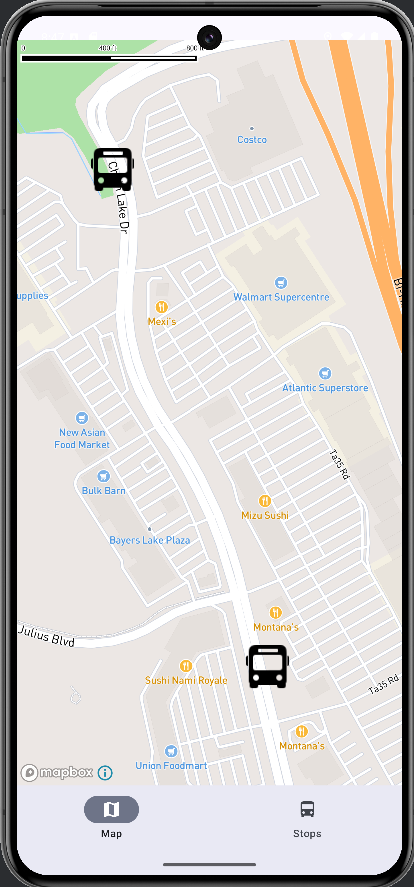 0 400 ft 800 ft
Costco
Lake Dr
Walmart Supercentre
upplies
Mexi's
Atlantic Superstore
New Asian
Food Market
Ta35 Rd
Bulk Barn
Mizu Sushi
Bayers Lake Plaza
Montana's
Julius Blvd
Sushi Nami Royale
Ta35 Rd
Montana's
Union Foodmart
mapbox
Map
Stops